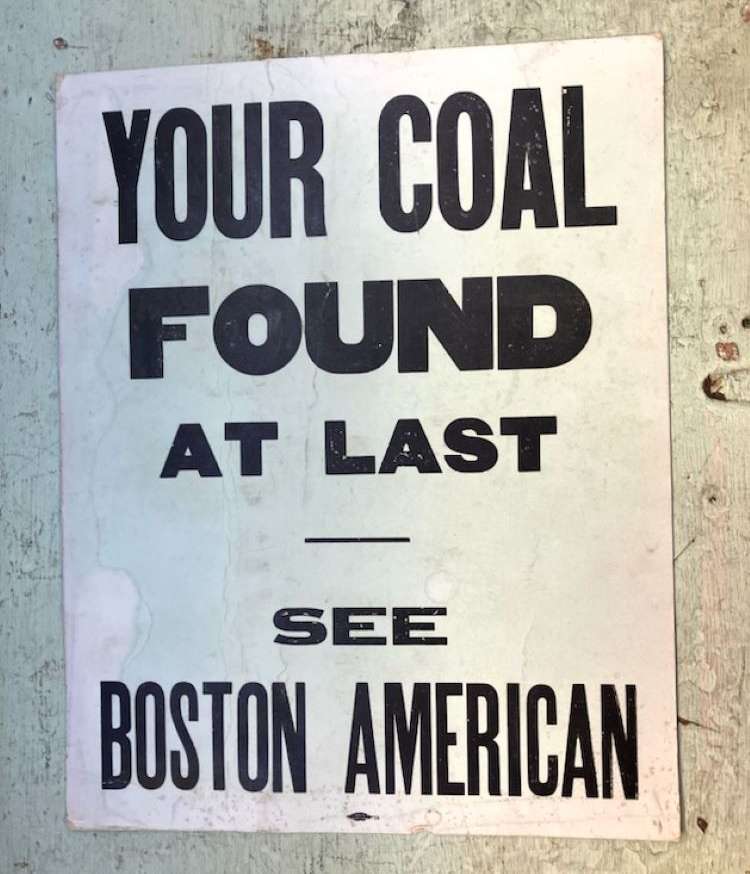 YOUR COAL
FOUND
AT LAST
SEE
BOSTON AMERICAN